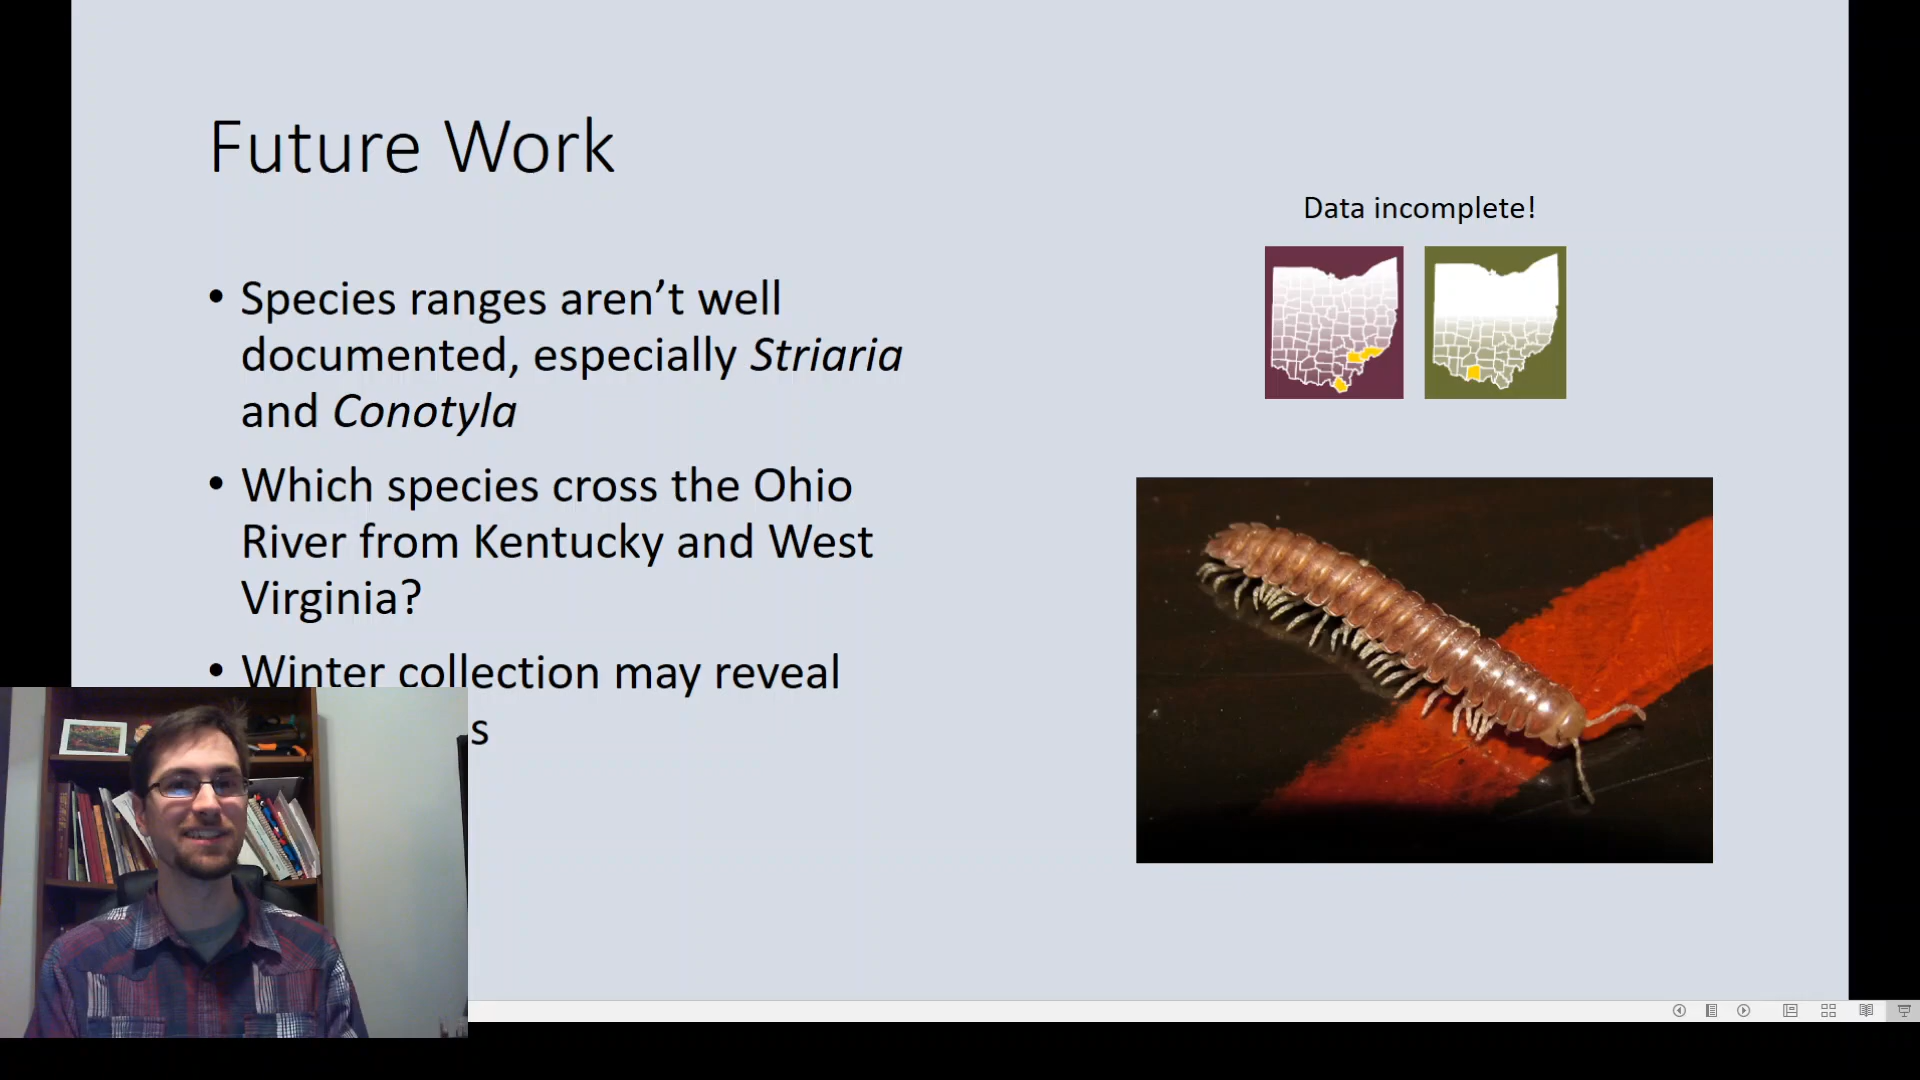 Future Work
Data incomplete!
• Species ranges aren’t well
documented, especially Striaria
and Conotyla
• Which species cross the Ohio
River from Kentucky and West
Virginia?
• Winter collection may reveal